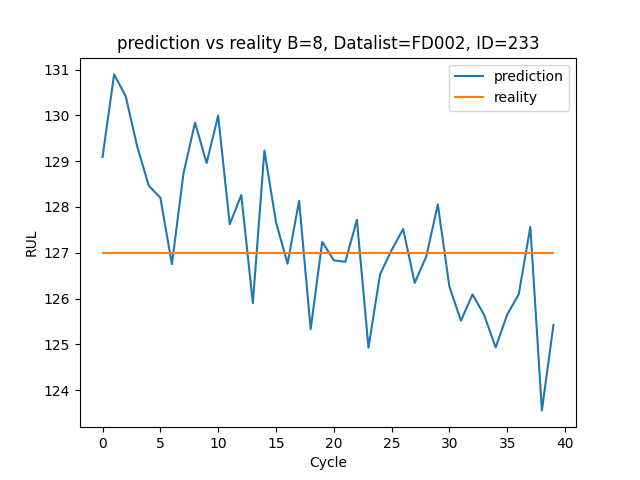 prediction vs reality B=8, Datalist=FD002, ID=233
prediction
reality
131
130
129
128
127
126
125
124
RUL
0 5 10 15 20 25 30 35 40
Cycle